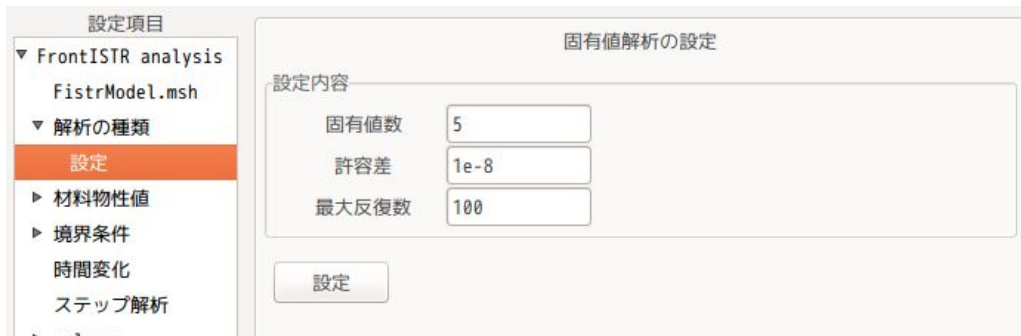 設定項目
FrontISTR analysis
FistrModel.msh
解析の種類
設定
材料物性値
境界条件
時間変化
ステップ解析
固有値解析の設定
設定内容
固有値数 5
許容差 1e-8
最大反復数 100
設定